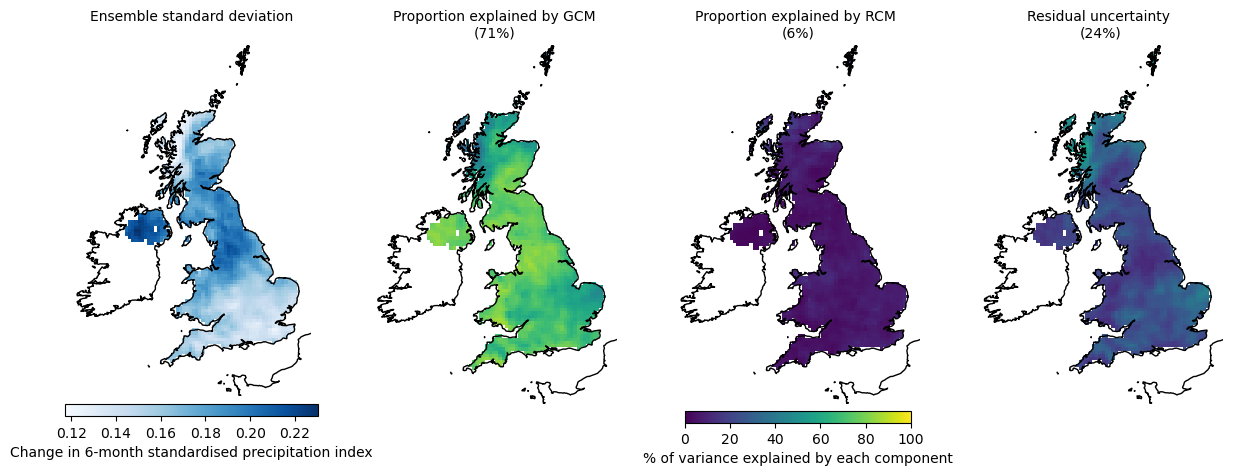 Ensemble standard deviation
Proportion explained by GCM
(71%)
Proportion explained by RCM
(6%)
Residual uncertainty
(24%)
0.12 0.14 0.16 0.18 0.20 0.22
Change in 6-month standardised precipitation index
0 20 40 60 80 100
% of variance explained by each component